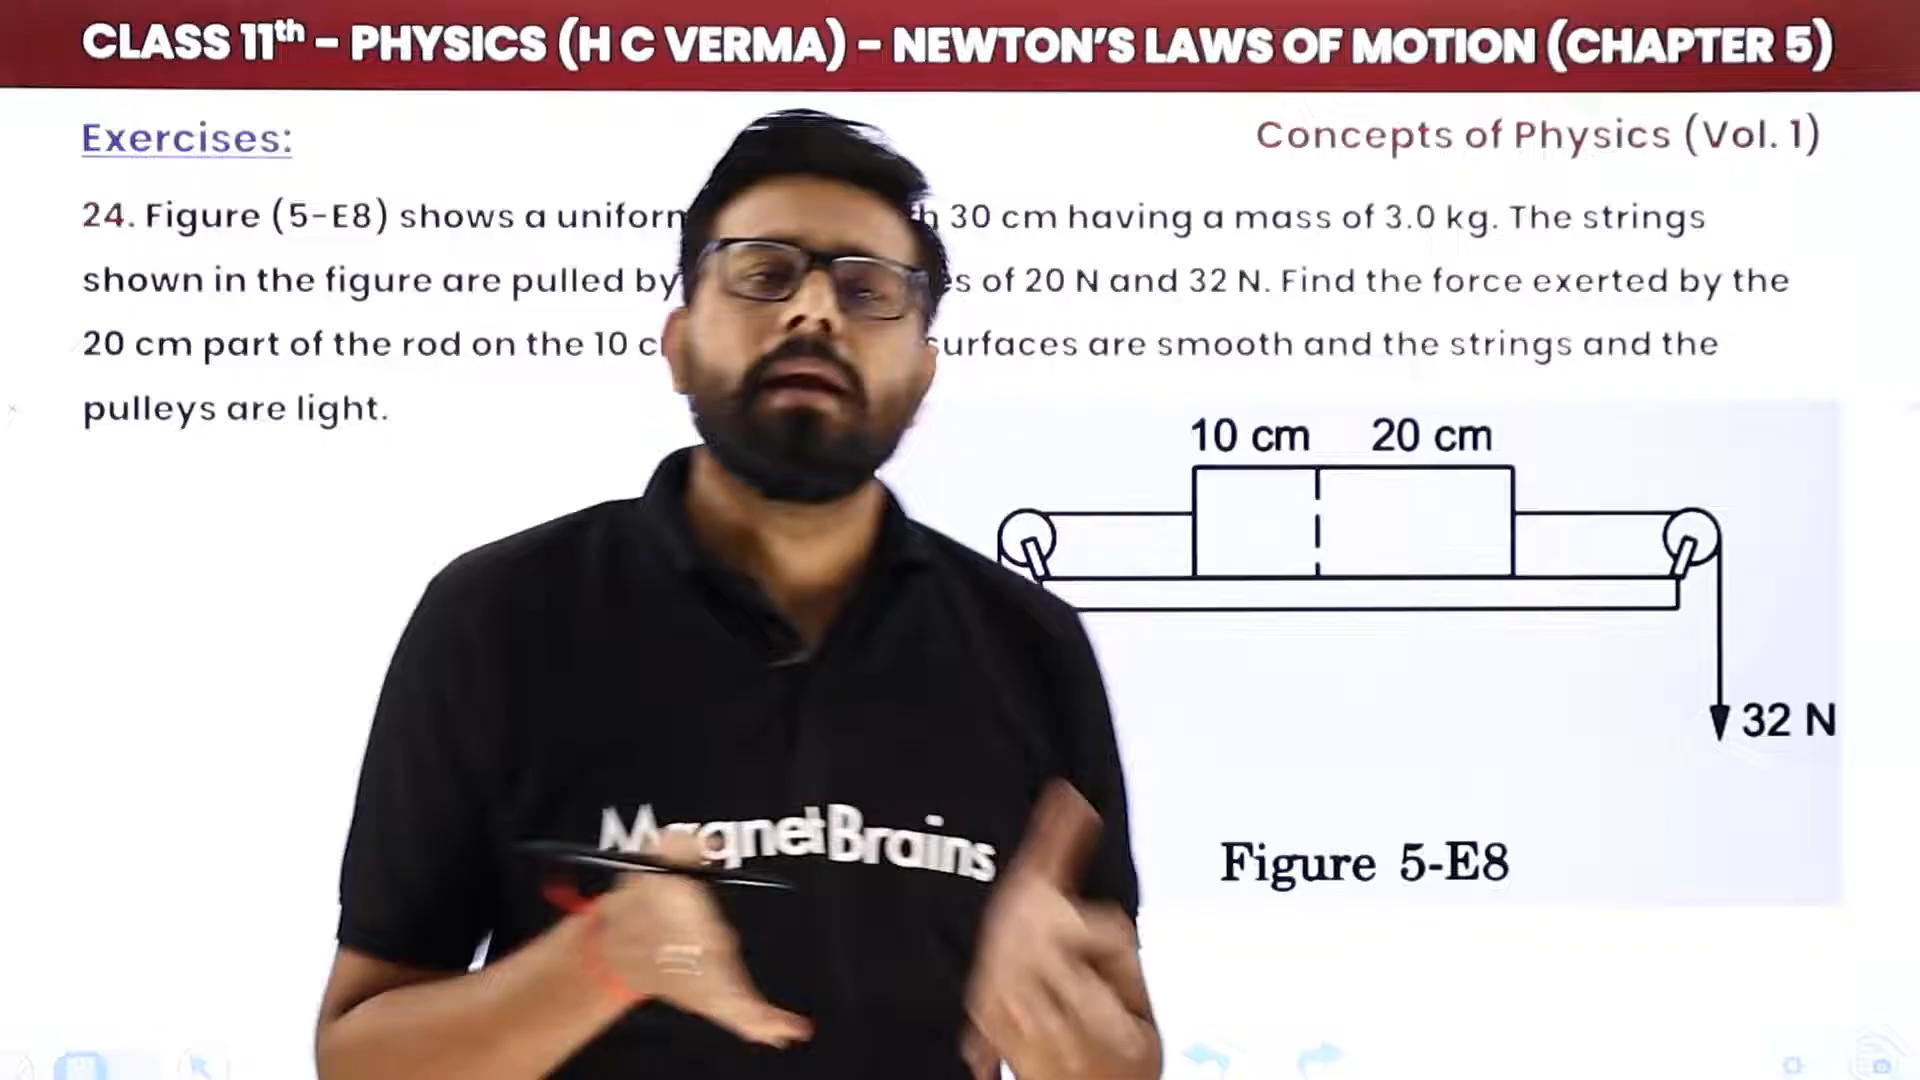 CLASS 11th – PHYSICS (H C VERMA) – NEWTON'S LAWS OF MOTION (CHAPTER 5)
Exercises:
Concepts of Physics (Vol. 1)
24. Figure (5-E8) shows a 30 cm having a mass of 3.0 kg. The strings
shown in the figure are pulled by of 20 N and 32 N. Find the force exerted by the
20 cm part of the rod on the 10 surfaces are smooth and the strings and the
pulleys are light.
10 cm 20 cm
32 N
MagnetBrains
Figure 5-E8